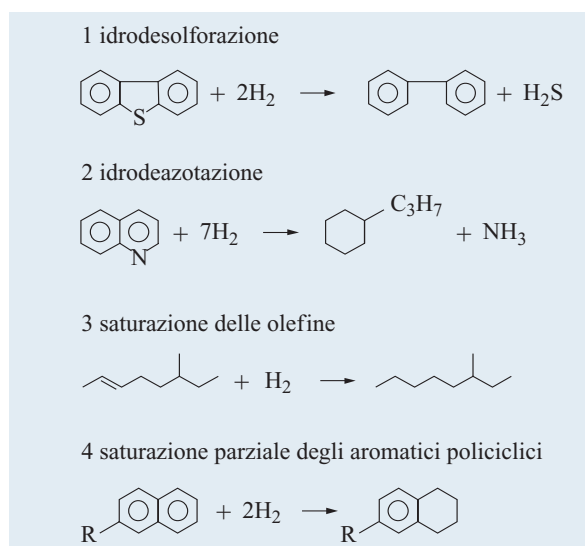 1 idrodesolforazione
S + 2H₂ → + H₂S
2 idrodeazotazione
N + 7H₂ → C₃H₇ + NH₃
3 saturazione delle olefine
+ H₂ →
4 saturazione parziale degli aromatici policiclici
R + 2H₂ → R